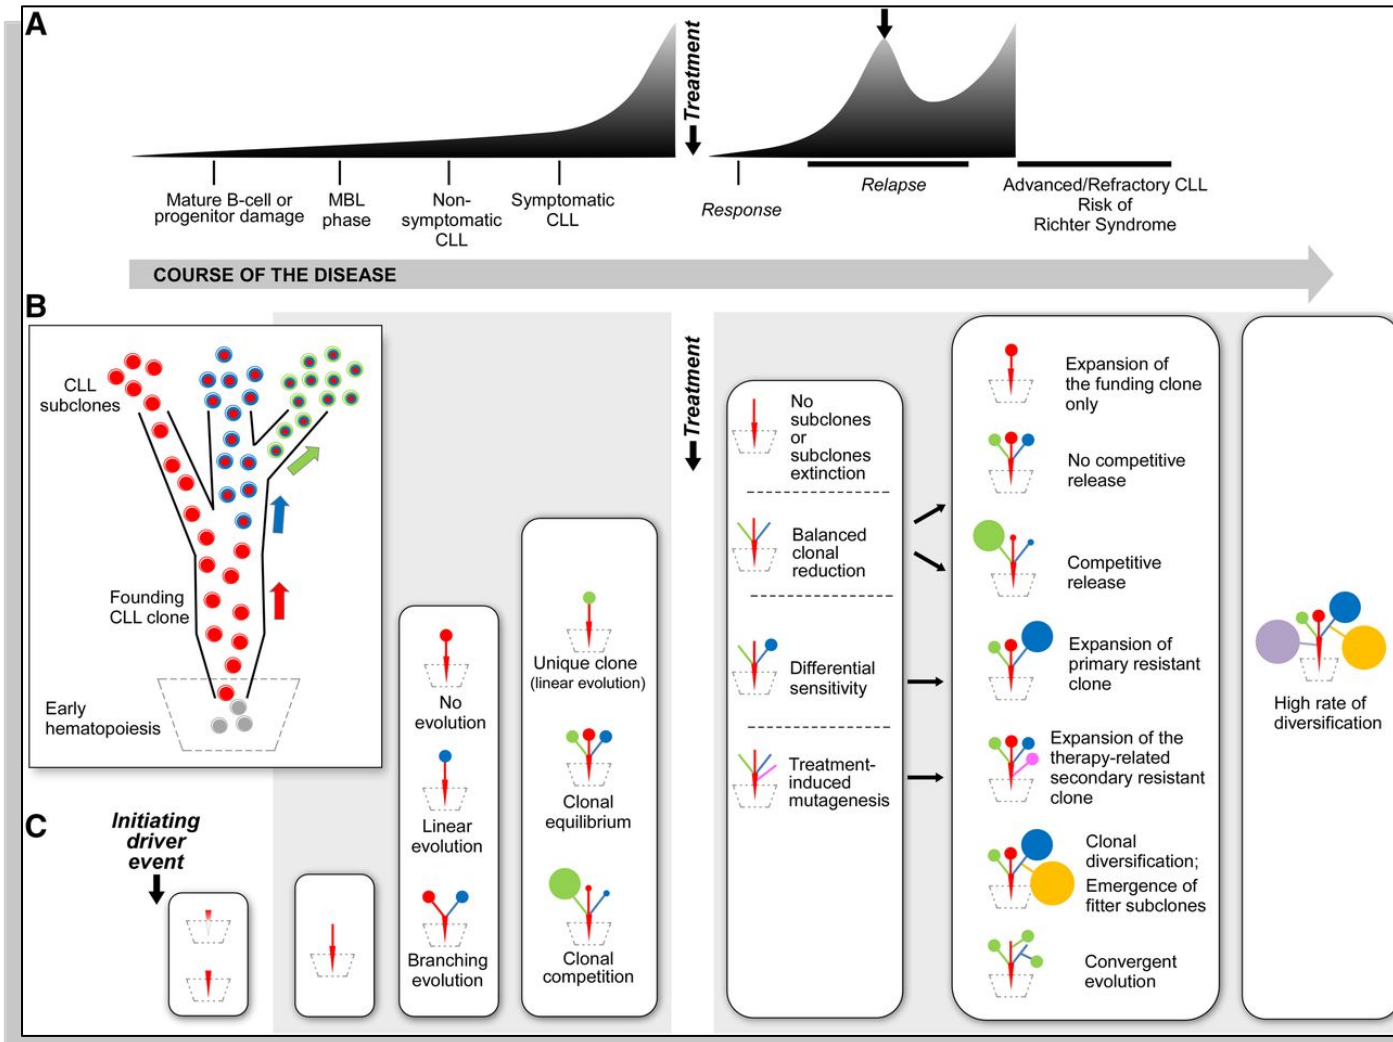 A
Treatment
Mature B-cell or
progenitor damage
MBL
phase
Non-
symptomatic
CLL
Symptomatic
CLL
Response
Relapse
Advanced/Refractory CLL
Risk of
Richter Syndrome
COURSE OF THE DISEASE
B
CLL
subclones
Founding
CLL clone
Early
hematopoiesis
Treatment
C
Initiating
driver
event
No
evolution
Linear
evolution
Branching
evolution
Unique clone
(linear evolution)
Clonal
equilibrium
Clonal
competition
No
subclones
or
subclones
extinction
Balanced
clonal
reduction
Differential
sensitivity
Treatment-
induced
mutagenesis
Expansion of
the funding clone
only
No competitive
release
Competitive
release
Expansion of
primary resistant
clone
Expansion of the
therapy-related
secondary resistant
clone
Clonal
diversification;
Emergence of
fitter subclones
Convergent
evolution
High rate of
diversification